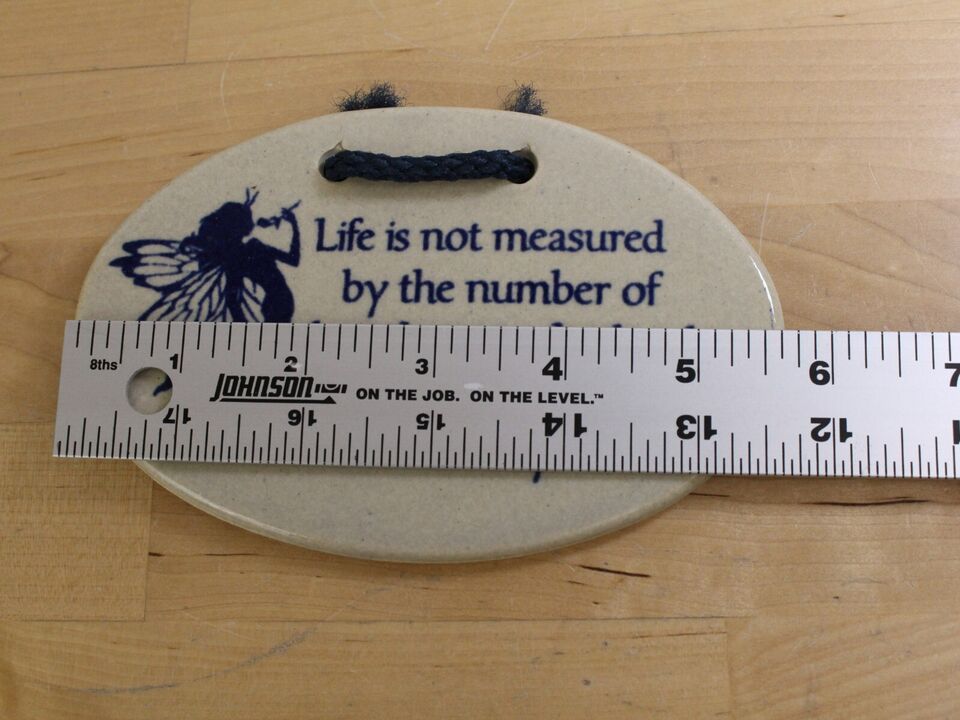 Life is not measured
by the number of
8ths 1 2 3 4 5 6 7
JOHNSON ON THE JOB. ON THE LEVEL.™
17 16 15 14 13 12